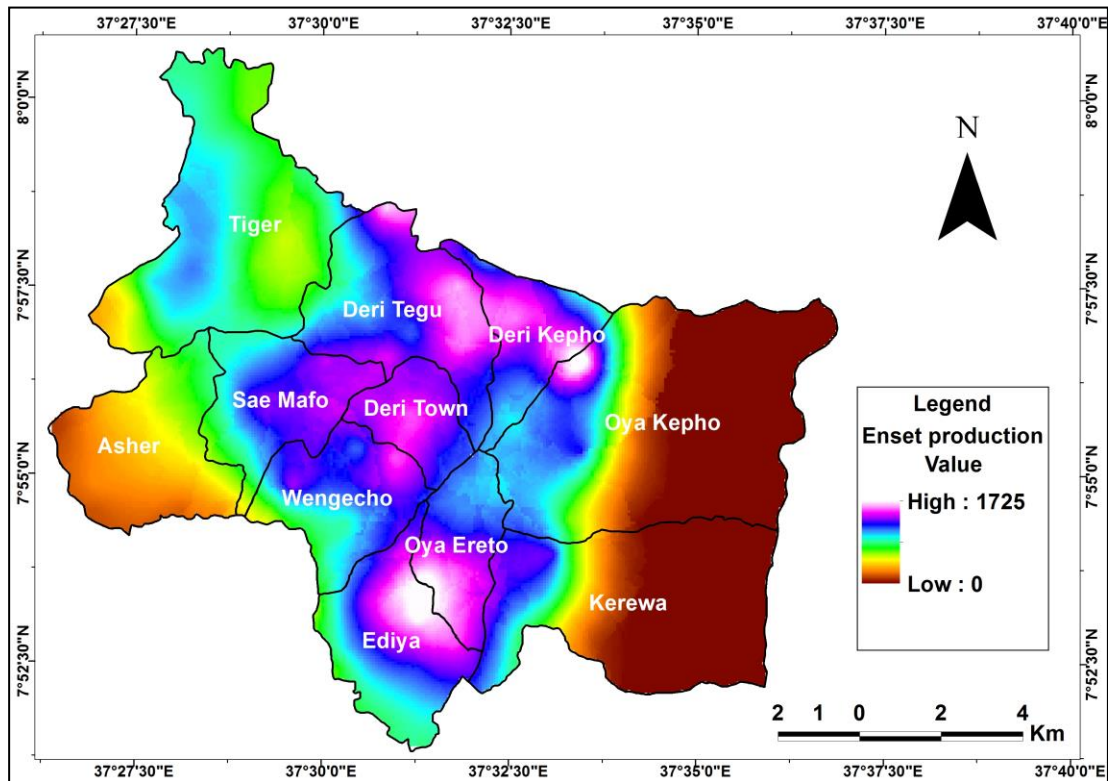 37°27'30"E 37°30'0"E 37°32'30"E 37°35'0"E 37°37'30"E 37°40'0"E
8°0'0"N
8°0'0"N
N
Tiger
7°57'30"N
7°57'30"N
Deri Tegu
Deri Kepho
Sae Mafo
Deri Town
Oya Kepho
Asher
Legend
Enset production
Value
High : 1725
Low : 0
7°55'0"N
7°55'0"N
Wengecho
Oya Ereto
Kerewa
Ediya
7°52'30"N
7°52'30"N
2 1 0 2 4
Km
37°27'30"E 37°30'0"E 37°32'30"E 37°35'0"E 37°37'30"E 37°40'0"E